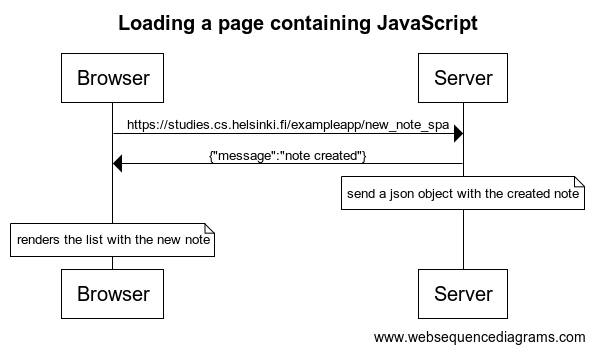 Loading a page containing JavaScript
Browser
Server
https://studies.cs.helsinki.fi/exampleapp/new_note_spa
{"message":"note created"}
send a json object with the created note
renders the list with the new note
Browser
Server
www.websequencediagrams.com